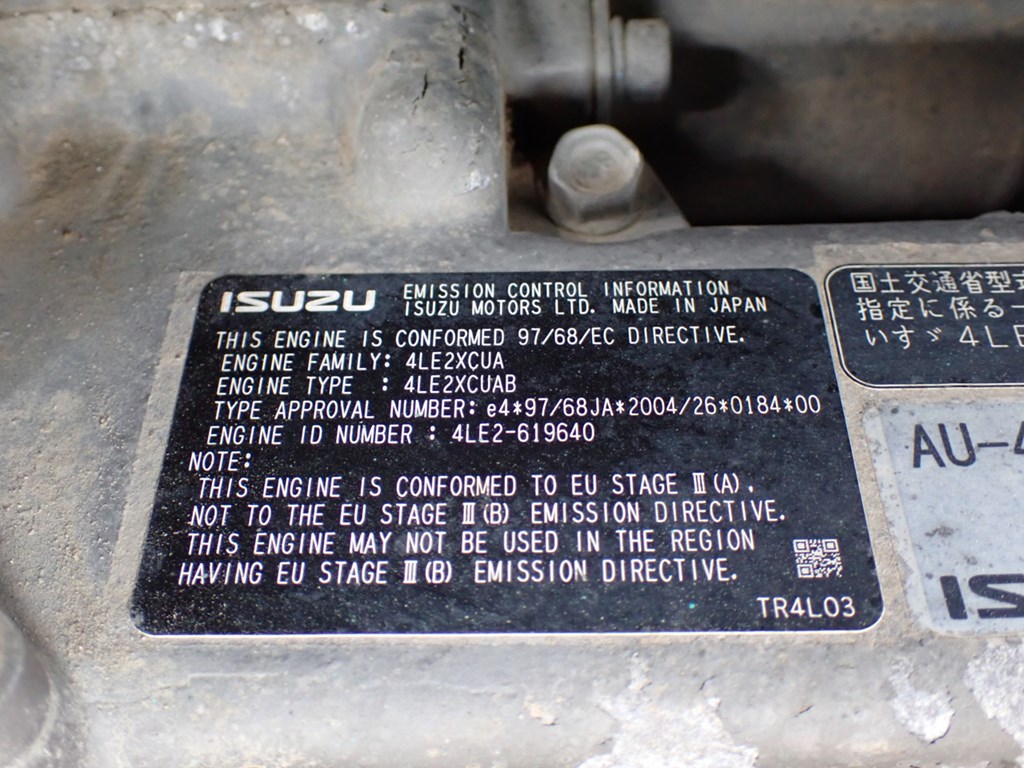 ISUZU EMISSION CONTROL INFORMATION
ISUZU MOTORS LTD. MADE IN JAPAN
THIS ENGINE IS CONFORMED 97/68/EC DIRECTIVE.
ENGINE FAMILY: 4LE2XCUA
ENGINE TYPE : 4LE2XCUAB
TYPE APPROVAL NUMBER: e4*97/68JA*2004/26*0184*00
ENGINE ID NUMBER : 4LE2-619640
NOTE:
THIS ENGINE IS CONFORMED TO EU STAGE Ⅲ(A),
NOT TO THE EU STAGE Ⅲ(B) EMISSION DIRECTIVE.
THIS ENGINE MAY NOT BE USED IN THE REGION
HAVING EU STAGE Ⅲ(B) EMISSION DIRECTIVE.
TR4L03
国土交通省型式
指定に係る一
いすゞ 4LE
AU-4
IS